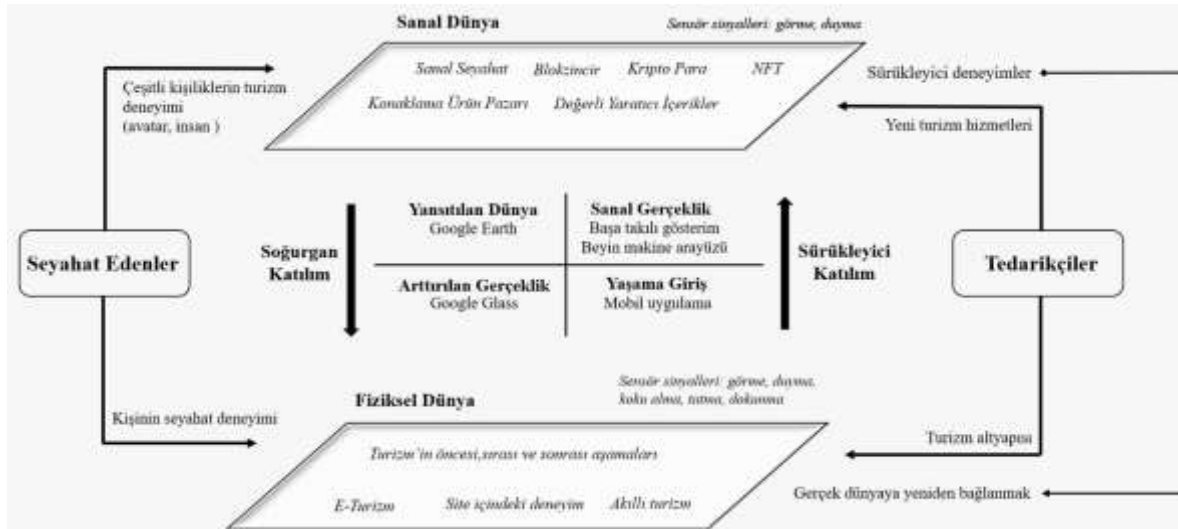 Sanal Dünya
Sensör sinyalleri: görme, duyma
Sanal Seyahat Blokzincir Kripto Para NFT
Konaklama Ürün Pazarı Değerli Yaratıcı İçerikler
Çeşitli kişiliklerin turizm
deneyimi
(avatar, insan )
Sürükleyici deneyimler
Yeni turizm hizmetleri
Seyahat Edenler
Soğurgan
Katılım
Yansıtılan Dünya
Google Earth
Sanal Gerçeklik
Başa takılı gösterim
Beyin makine arayüzü
Arttırılan Gerçeklik
Google Glass
Yaşama Giriş
Mobil uygulama
Sürükleyici
Katılım
Tedarikçiler
Kişinin seyahat deneyimi
Fiziksel Dünya
Sensör sinyalleri: görme, duyma,
koku alma, tatma, dokunma
Turizm'in öncesi,sırası ve sonrası aşamaları
E-Turizm Site içindeki deneyim Akıllı turizm
Turizm altyapısı
Gerçek dünyaya yeniden bağlanmak